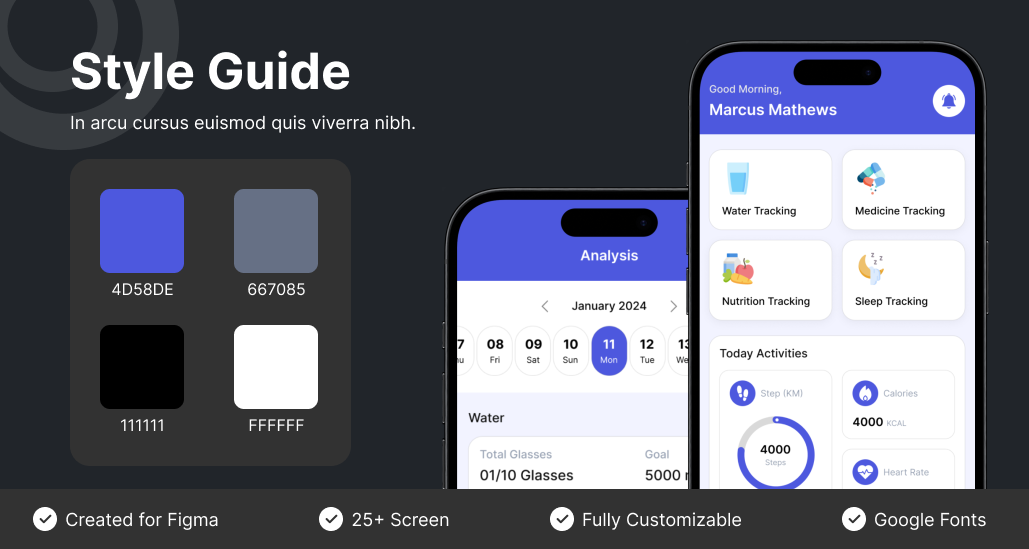 Style Guide
In arcu cursus euismod quis viverra nibh.
4D58DE
667085
111111
FFFFFF
Analysis
January 2024
7 08 09 10 11 12 13
Fri Sat Sun Mon Tue
Water
Total Glasses
Goal
01/10 Glasses
5000
Good Morning,
Marcus Mathews
Water Tracking
Medicine Tracking
z z z
Nutrition Tracking
Sleep Tracking
Today Activities
Step (KM)
4000
Steps
Calories
4000 KCAL
Heart Rate
Created for Figma
25+ Screen
Fully Customizable
Google Fonts